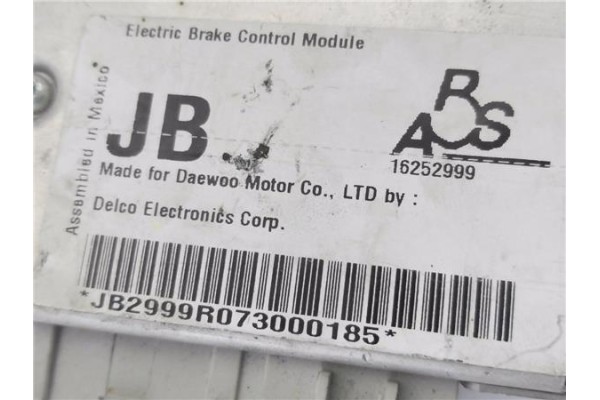 Electric Brake Control Module
Assembled in Mexico
JB
ABS
16252999
Made for Daewoo Motor Co., LTD by :
Delco Electronics Corp.
*JB2999R073000185*